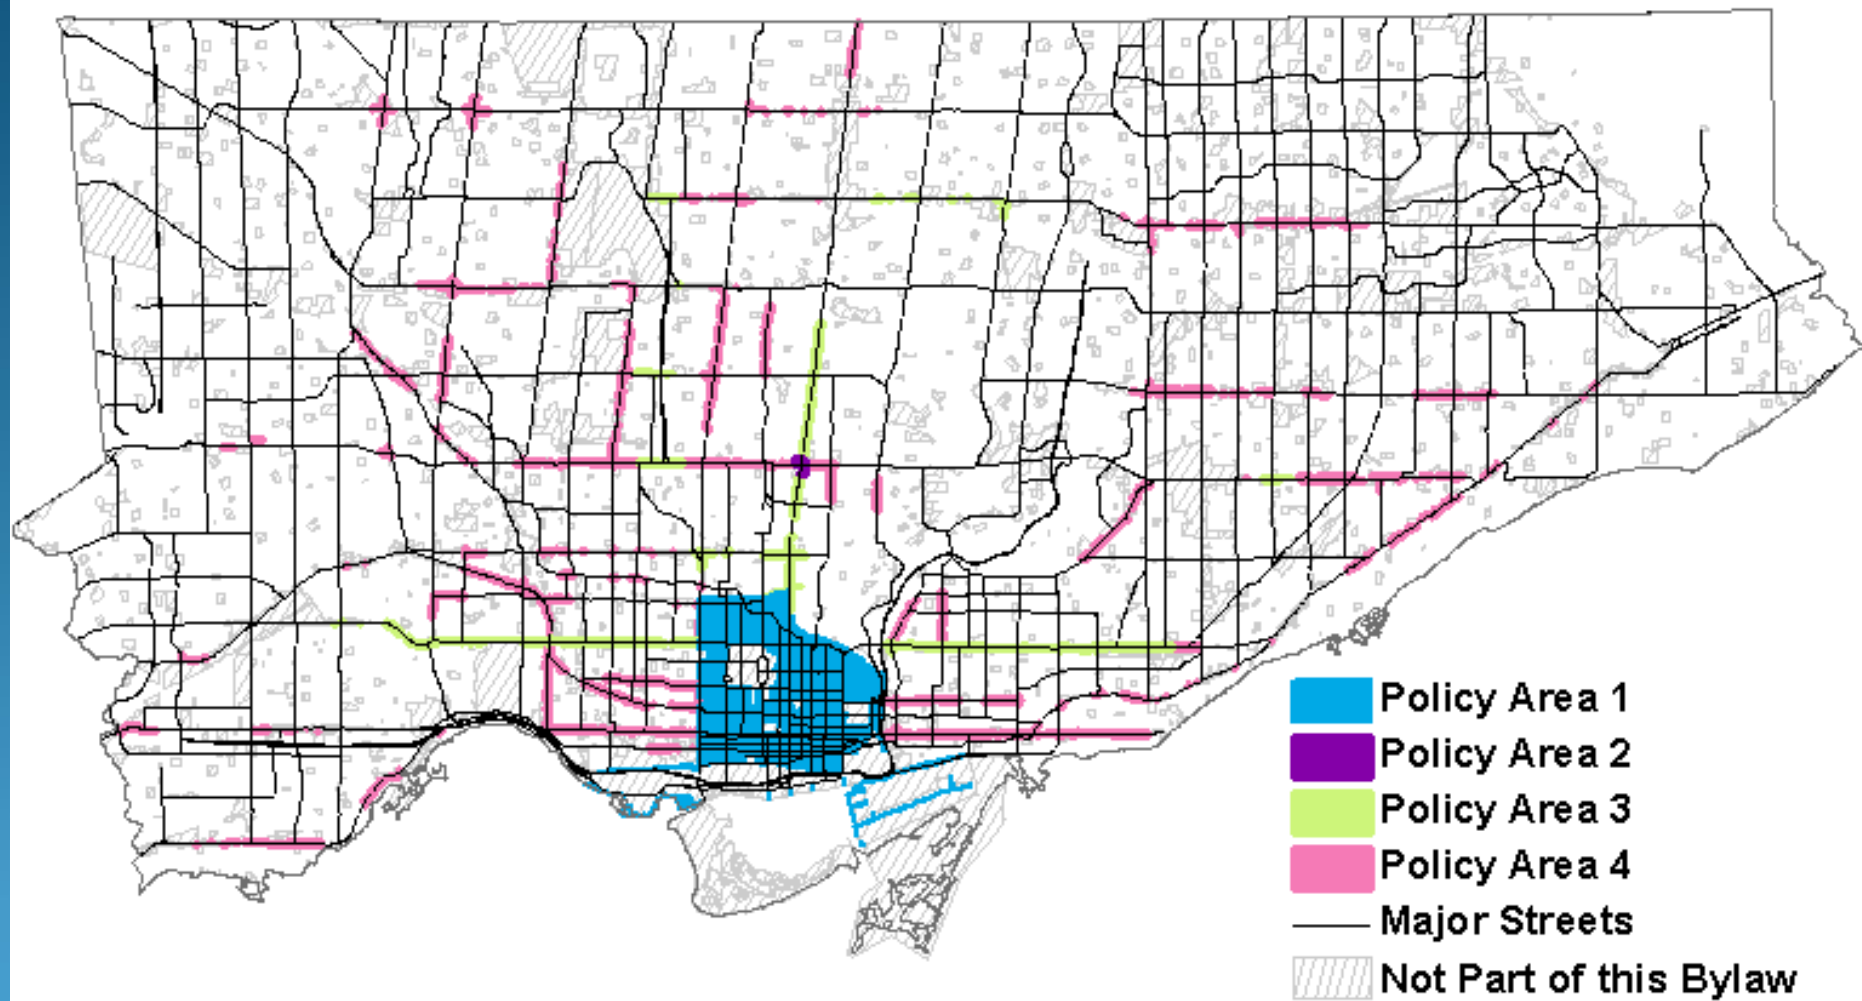 Policy Area 1
Policy Area 2
Policy Area 3
Policy Area 4
Major Streets
Not Part of this Bylaw